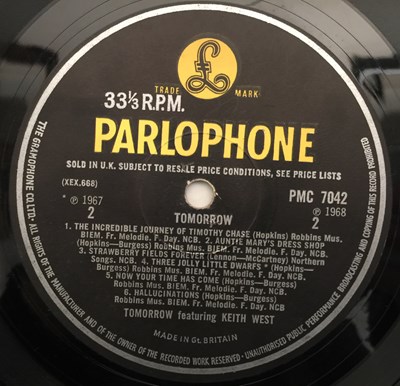 TRADE MARK
33⅓ R.P.M.
PARLOPHONE
SOLD IN U.K. SUBJECT TO RESALE PRICE CONDITIONS, SEE PRICE LISTS
(XEX.668)
PMC 7042
* ℗ 1967
2
TOMORROW
℗ 1968
2
1. THE INCREDIBLE JOURNEY OF TIMOTHY CHASE (Hopkins) Robbins Mus.
BIEM. Fr. Melodie. F. Day. NCB. 2. AUNTIE MARY'S DRESS SHOP
(Hopkins—Burgess) Robbins Mus. BIEM. Fr. Melodie. F. Day. NCB.
3. STRAWBERRY FIELDS FOREVER (Lennon—McCartney) Northern
Songs. NCB. 4. THREE JOLLY LITTLE DWARFS * (Hopkins—
Burgess) Robbins Mus. BIEM. Fr. Melodie. F. Day. NCB.
5. NOW YOUR TIME HAS COME (Hopkins) Robbins
Mus. BIEM. Fr. Melodie. F. Day. NCB.
6. HALLUCINATIONS (Hopkins—Burgess)
Robbins Mus. BIEM. Fr. Melodie. F. Day. NCB.
TOMORROW featuring KEITH WEST
MADE IN GT. BRITAIN
THE GRAMOPHONE CO. LTD.- ALL RIGHTS OF THE MANUFACTURER AND OF THE OWNER OF THE RECORDED WORK RESERVED. UNAUTHORISED PUBLIC PERFORMANCE, BROADCASTING AND COPYING OF THIS RECORD PROHIBITED